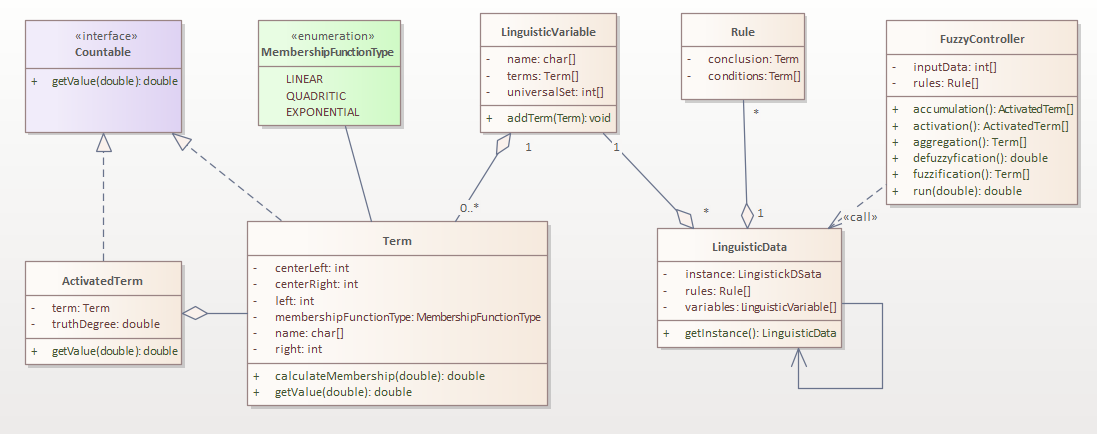 «interface»
Countable
+ getValue(double): double
«enumeration»
MembershipFunctionType
LINEAR
QUADRITIC
EXPONENTIAL
LinguisticVariable
- name: char[]
- terms: Term[]
- universalSet: int[]
+ addTerm(Term): void
Rule
- conclusion: Term
- conditions: Term[]
FuzzyController
- inputData: int[]
- rules: Rule[]
+ accumulation(): ActivatedTerm[]
+ activation(): ActivatedTerm[]
+ aggregation(): Term[]
+ defuzzyfication(): double
+ fuzzification(): Term[]
+ run(double): double
1
1
*
0..*
*
1
«call»
Term
- centerLeft: int
- centerRight: int
- left: int
- membershipFunctionType: MembershipFunctionType
- name: char[]
- right: int
+ calculateMembership(double): double
+ getValue(double): double
ActivatedTerm
- term: Term
- truthDegree: double
+ getValue(double): double
LinguisticData
- instance: LingistickDSata
- rules: Rule[]
- variables: LinguisticVariable[]
+ getInstance(): LinguisticData